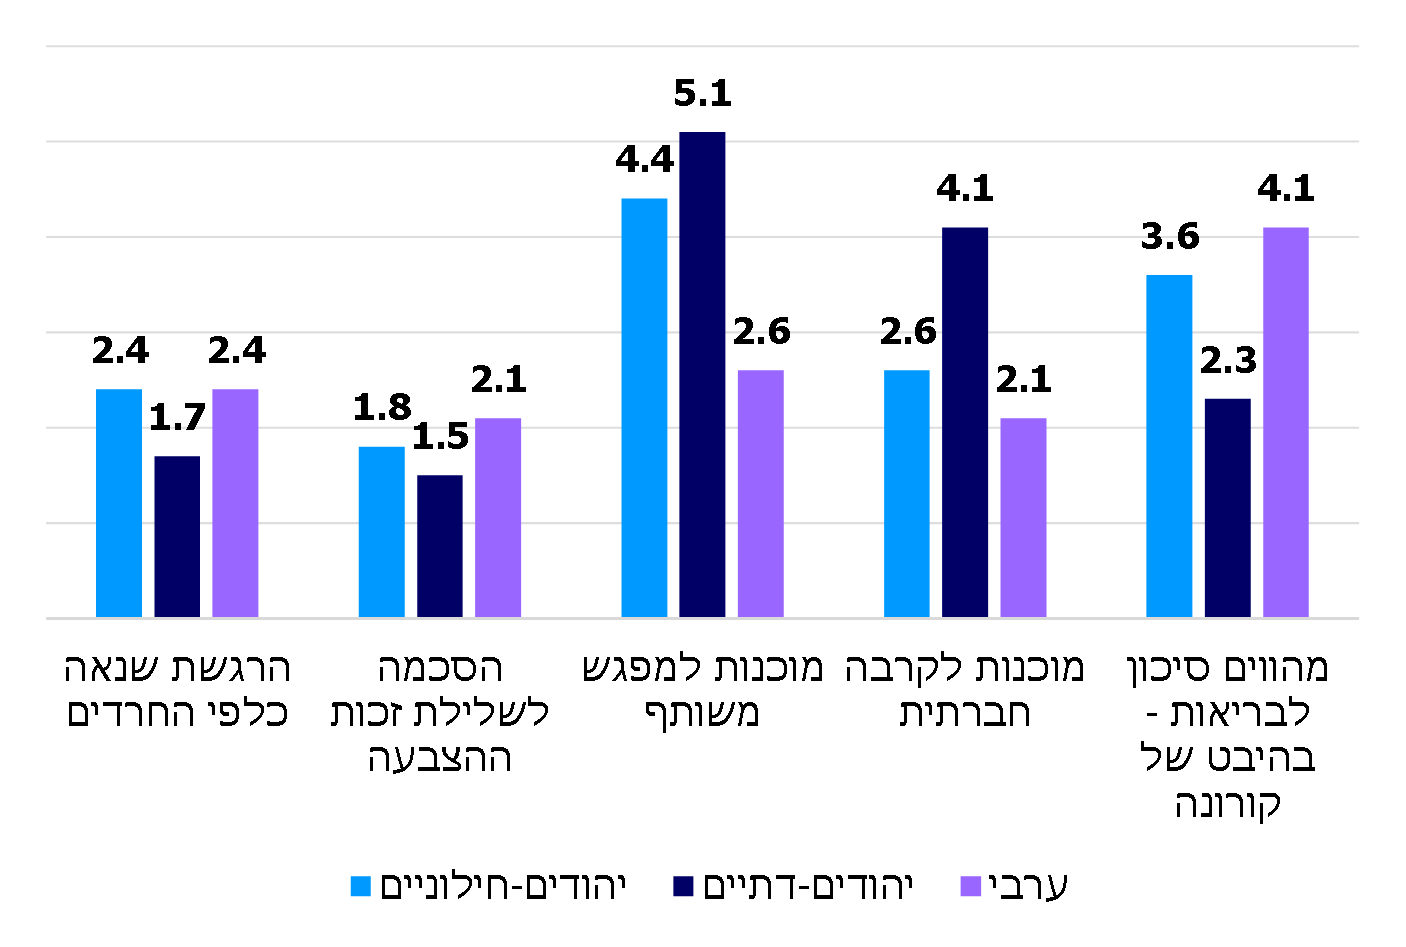 5.1
4.4
4.1
4.1
3.6
2.4
2.4
2.6
2.6
2.3
1.7
1.8
2.1
2.1
1.5
הרגשת שנאה
כלפי החרדים
הסכמה
לשלילת זכות
ההצבעה
מוכנות למפגש
משותף
מוכנות לקרבה
חברתית
מהווים סיכון
לבריאות -
בהיבט של
קורונה
יהודים-חילוניים
יהודים-דתיים
ערבי